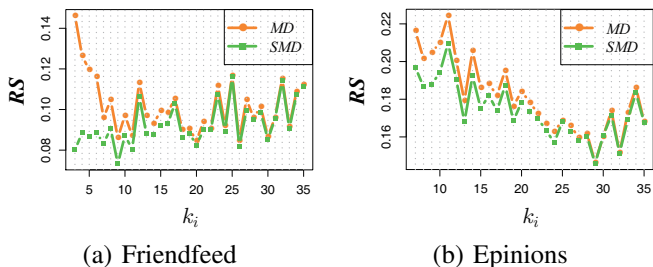 RS
0.14
0.12
0.10
0.08
MD
SMD
5 10 15 20 25 30 35
k_i
(a) Friendfeed
RS
0.22
0.20
0.18
0.16
MD
SMD
10 15 20 25 30 35
k_i
(b) Epinions